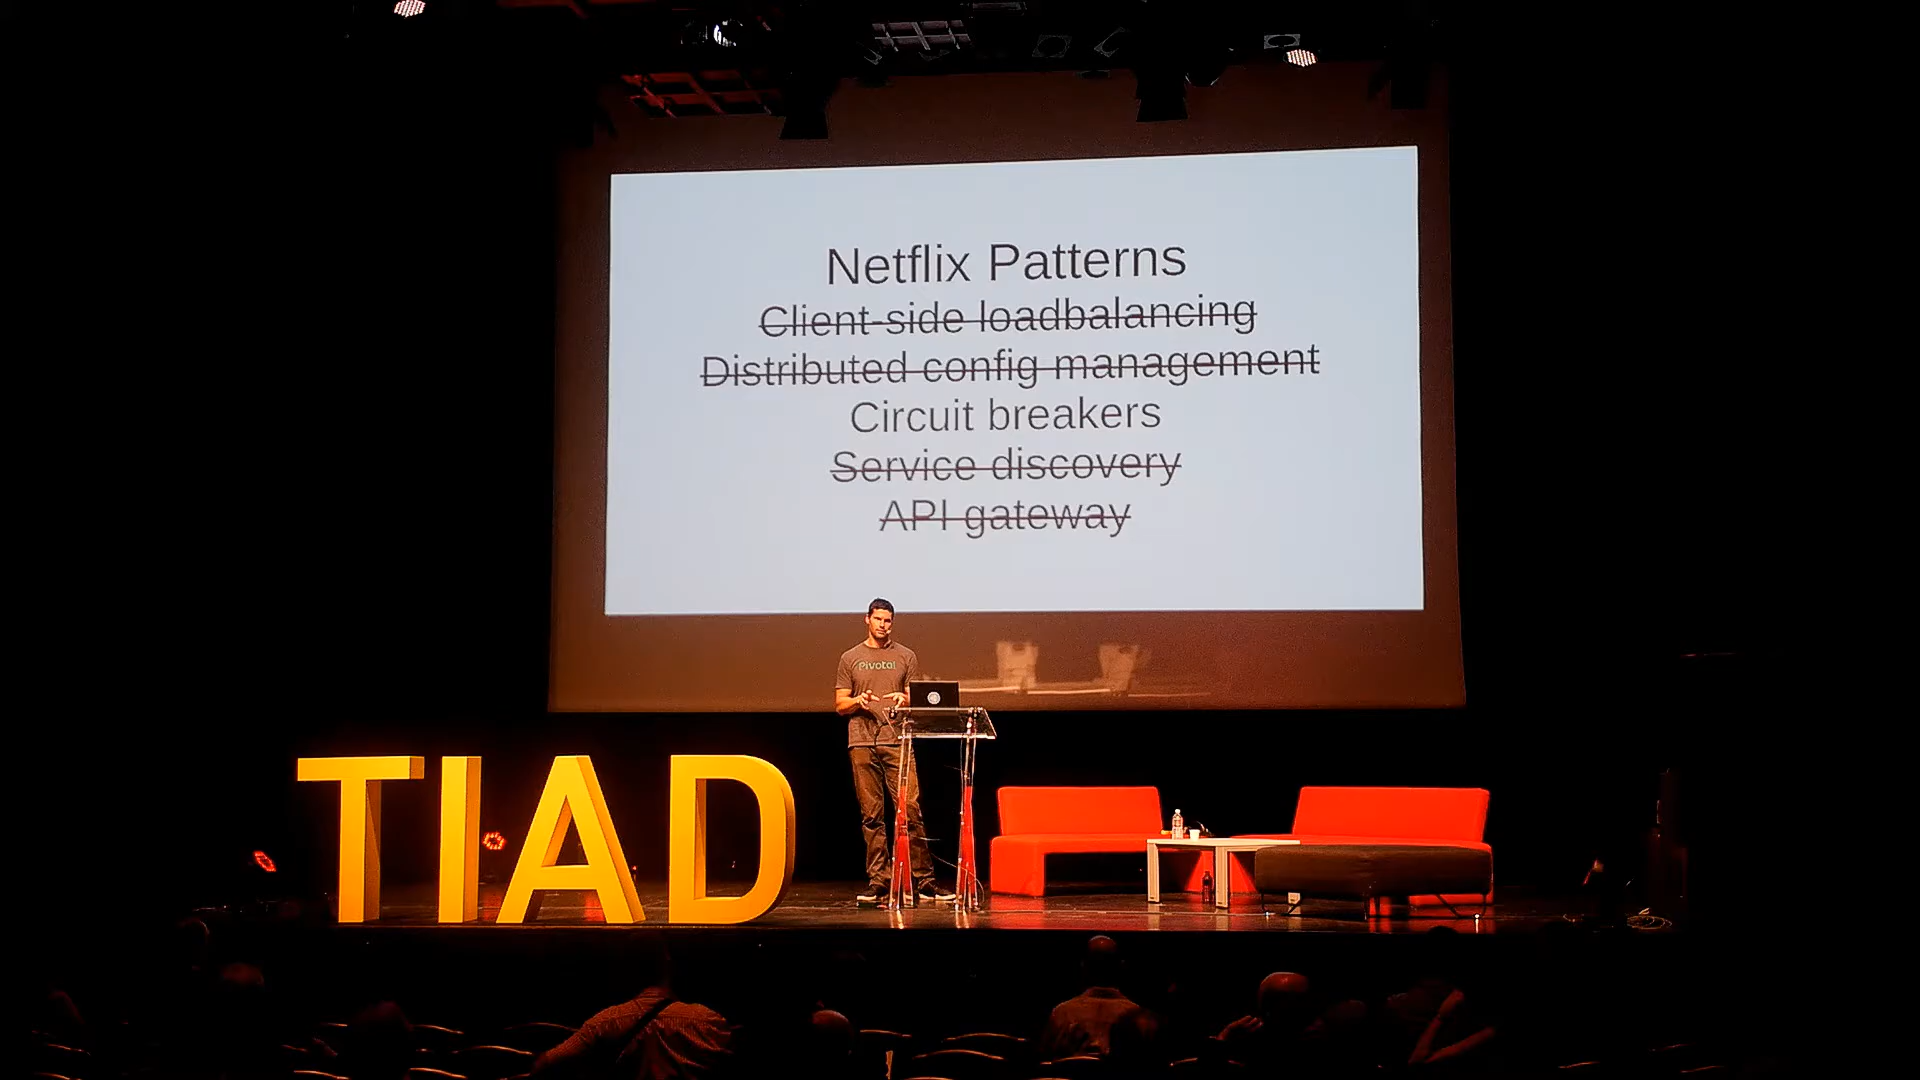 Netflix Patterns
Client-side loadbalancing
Distributed config management
Circuit breakers
Service discovery
API gateway
Pivotal
TIAD